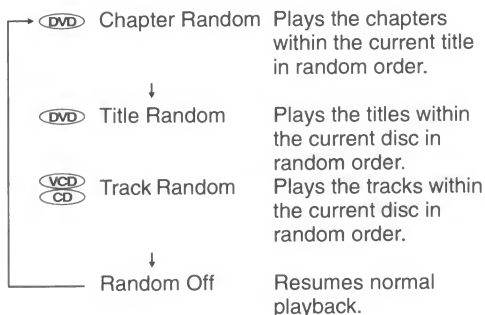 DVD Chapter Random Plays the chapters
within the current title
in random order.
DVD Title Random Plays the titles within
the current disc in
random order.
VCD
CD Track Random Plays the tracks within
the current disc in
random order.
Random Off Resumes normal
playback.